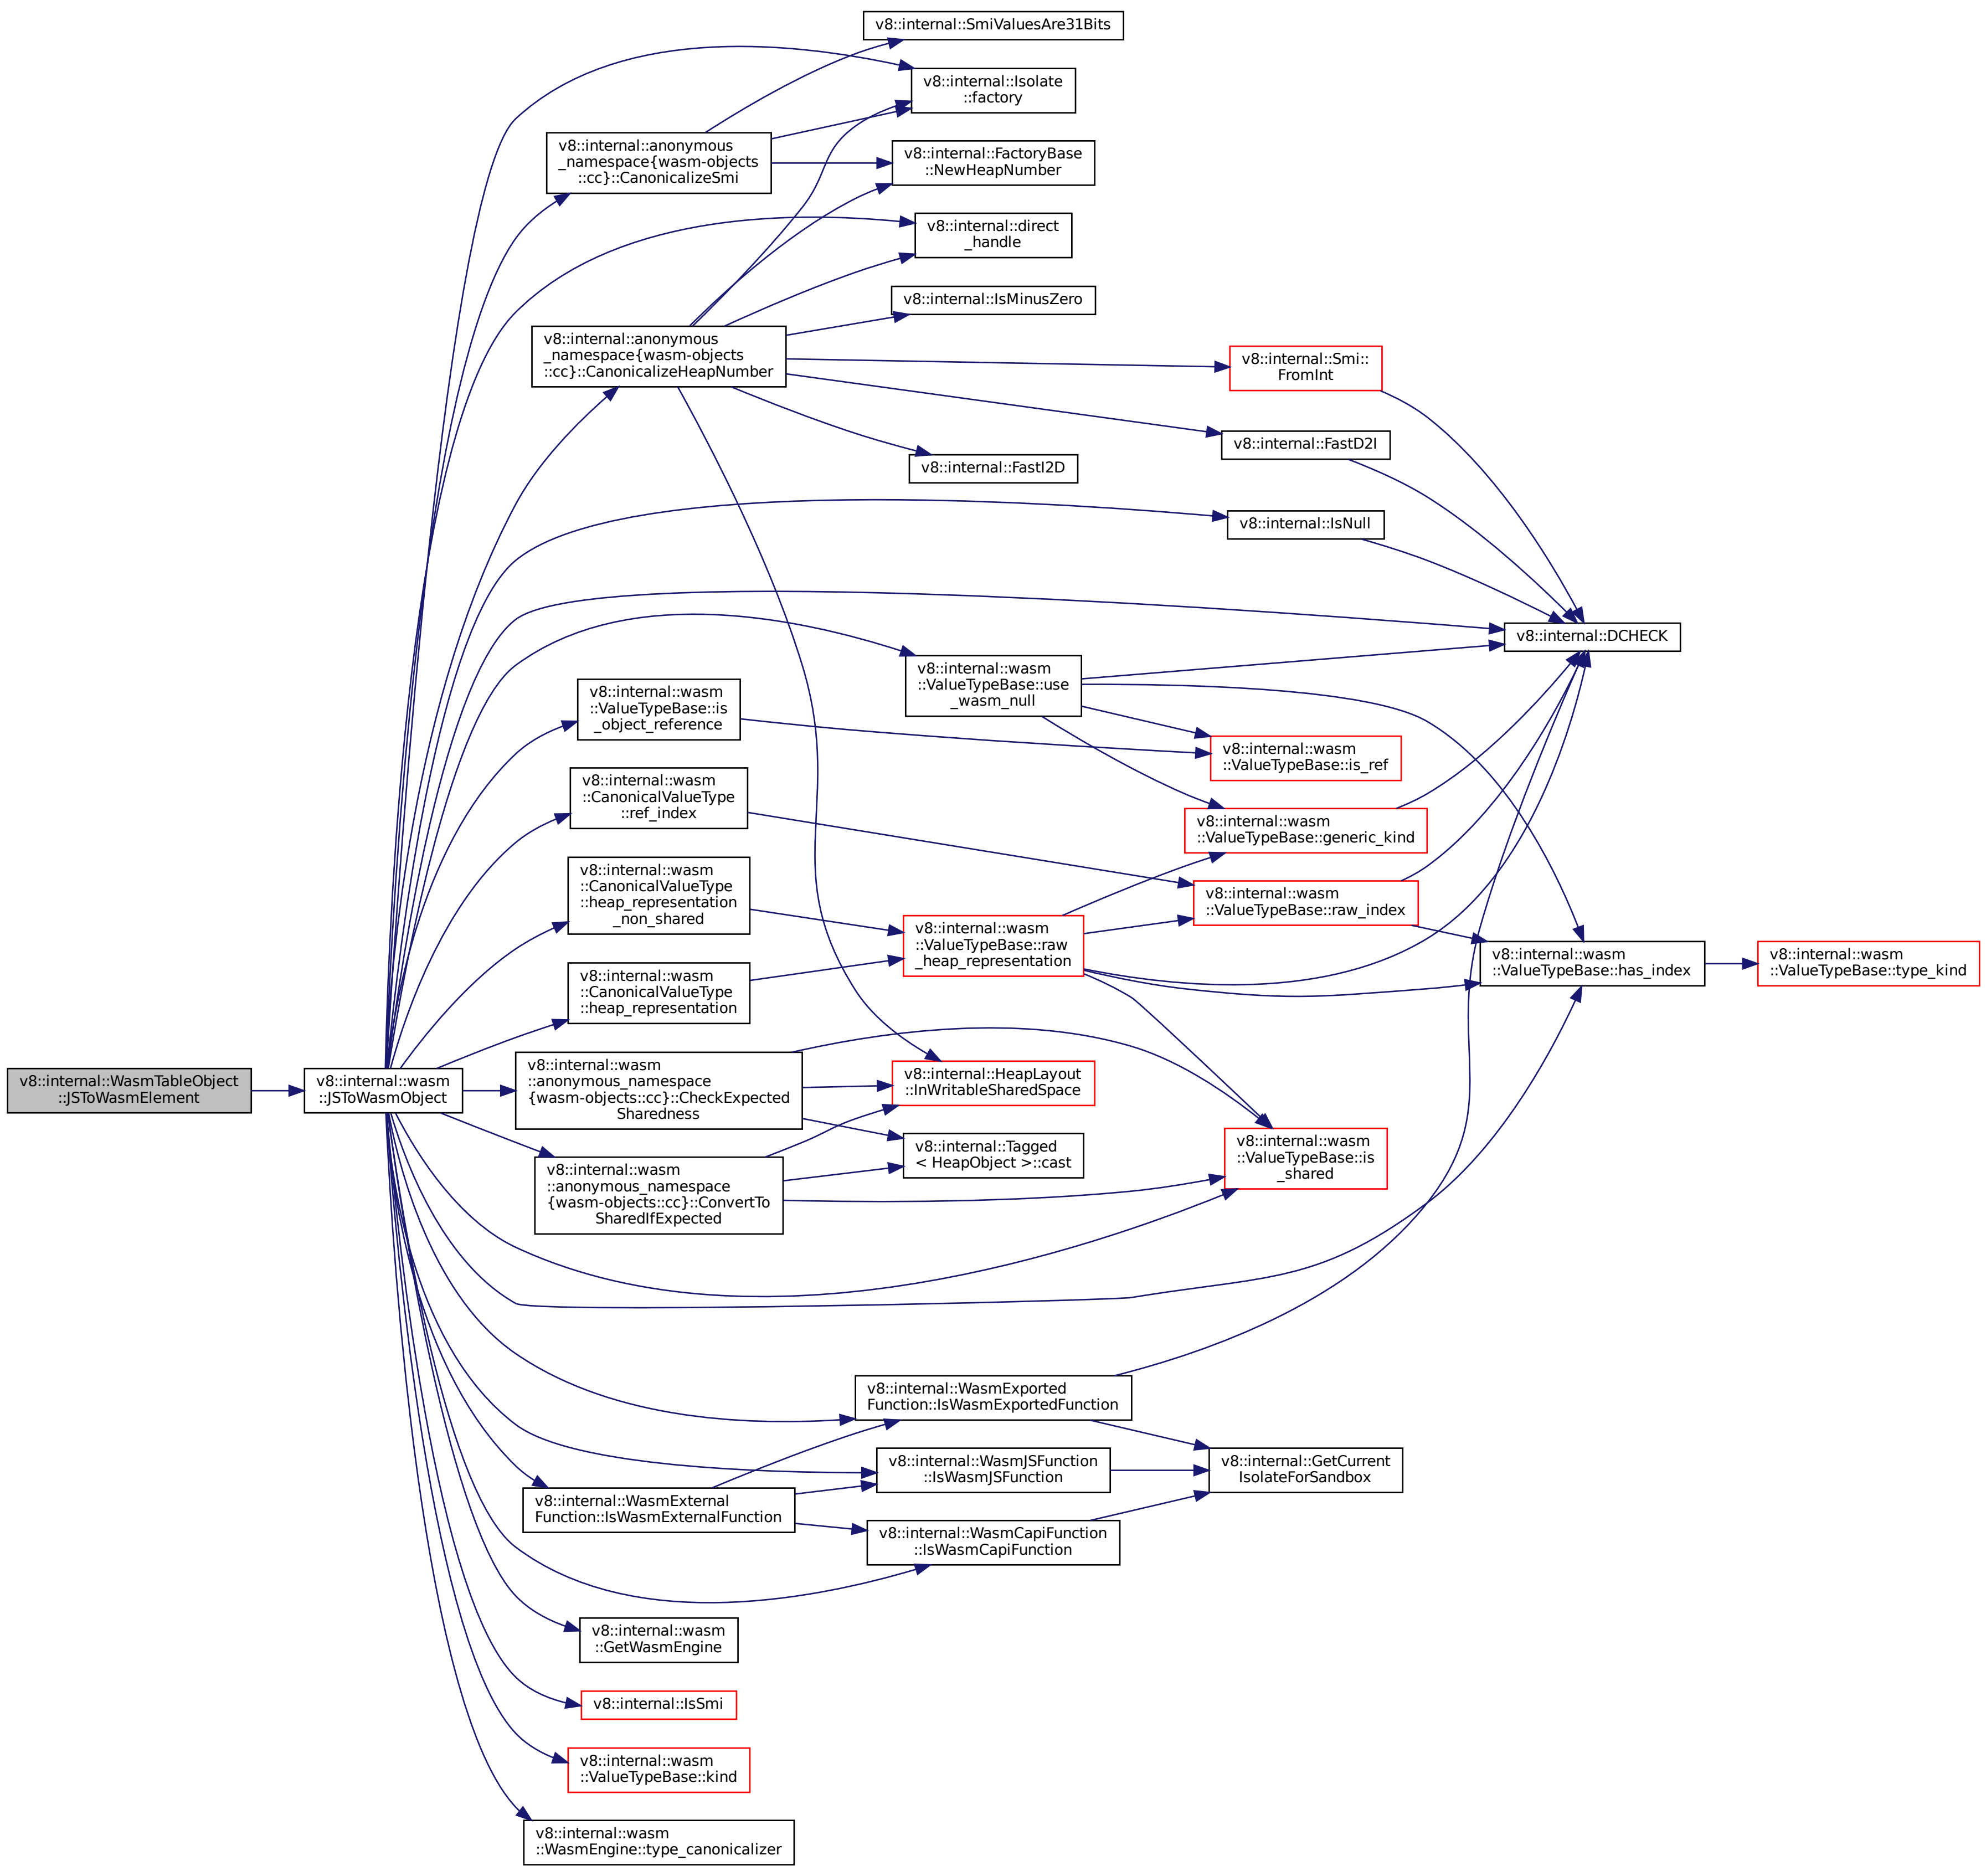 v8::internal::SmiValuesAre31Bits
v8::internal::Isolate
::factory
v8::internal::anonymous
_namespace{wasm-objects
::cc}::CanonicalizeSmi
v8::internal::FactoryBase
::NewHeapNumber
v8::internal::direct
_handle
v8::internal::IsMinusZero
v8::internal::anonymous
_namespace{wasm-objects
::cc}::CanonicalizeHeapNumber
v8::internal::Smi::
FromInt
v8::internal::FastD2I
v8::internal::FastI2D
v8::internal::IsNull
v8::internal::DCHECK
v8::internal::wasm
::ValueTypeBase::use
_wasm_null
v8::internal::wasm
::ValueTypeBase::is
_object_reference
v8::internal::wasm
::ValueTypeBase::is_ref
v8::internal::wasm
::CanonicalValueType
::ref_index
v8::internal::wasm
::ValueTypeBase::generic_kind
v8::internal::wasm
::CanonicalValueType
::heap_representation
_non_shared
v8::internal::wasm
::ValueTypeBase::raw_index
v8::internal::wasm
::ValueTypeBase::raw
_heap_representation
v8::internal::wasm
::ValueTypeBase::has_index
v8::internal::wasm
::ValueTypeBase::type_kind
v8::internal::wasm
::CanonicalValueType
::heap_representation
v8::internal::WasmTableObject
::JSToWasmElement
v8::internal::wasm
::JSToWasmObject
v8::internal::wasm
::anonymous_namespace
{wasm-objects::cc}::CheckExpected
Sharedness
v8::internal::HeapLayout
::InWritableSharedSpace
v8::internal::Tagged
< HeapObject >::cast
v8::internal::wasm
::ValueTypeBase::is
_shared
v8::internal::wasm
::anonymous_namespace
{wasm-objects::cc}::ConvertTo
SharedIfExpected
v8::internal::WasmExported
Function::IsWasmExportedFunction
v8::internal::WasmJSFunction
::IsWasmJSFunction
v8::internal::GetCurrent
IsolateForSandbox
v8::internal::WasmExternal
Function::IsWasmExternalFunction
v8::internal::WasmCapiFunction
::IsWasmCapiFunction
v8::internal::wasm
::GetWasmEngine
v8::internal::IsSmi
v8::internal::wasm
::ValueTypeBase::kind
v8::internal::wasm
::WasmEngine::type_canonicalizer